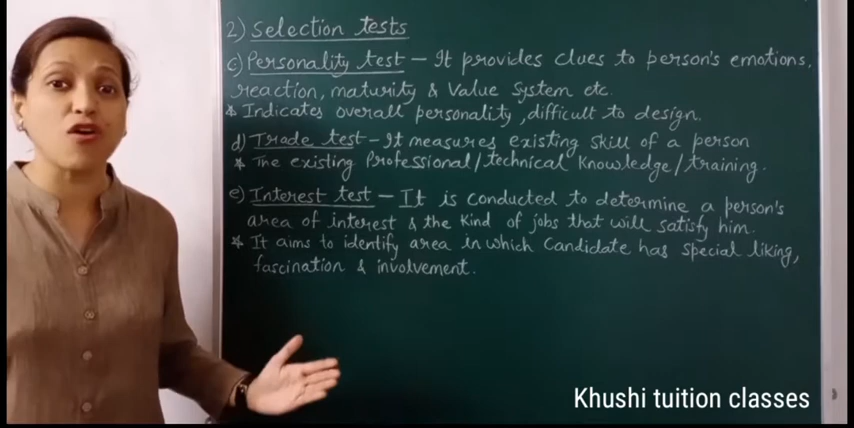 2) Selection tests
c) Personality test - It provides clues to person's emotions,
reaction, maturity & Value System etc.
* Indicates overall personality, difficult to design.
d) Trade test - It measures existing skill of a person
* The existing Professional/technical Knowledge/training.
e) Interest test - It is conducted to determine a person's
area of interest & the kind of jobs that will satisfy him.
* It aims to identify area in which candidate has special liking,
fascination & involvement.
Khushi tuition classes